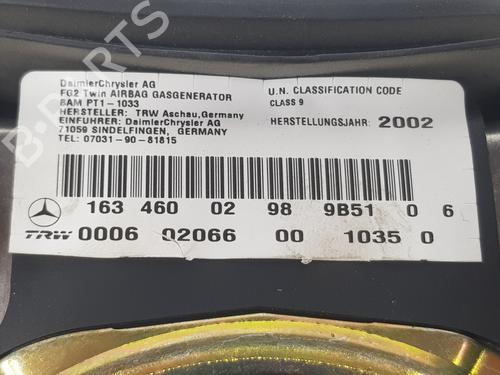 DaimlerChrysler AG
FG2 Twin AIRBAG GASGENERATOR
BAM PT1-1033
HERSTELLER: TRW Aschau,Germany
EINFUHRER: DaimlerChrysler AG
71059 SINDELFINGEN, GERMANY
TEL: 07031-90-81815
U.N. CLASSIFICATION CODE
CLASS 9
HERSTELLUNGSJAHR: 2002
163 460 02 98 9B51 0 6
TRW 0006 02066 00 1035 0
B-PARTS